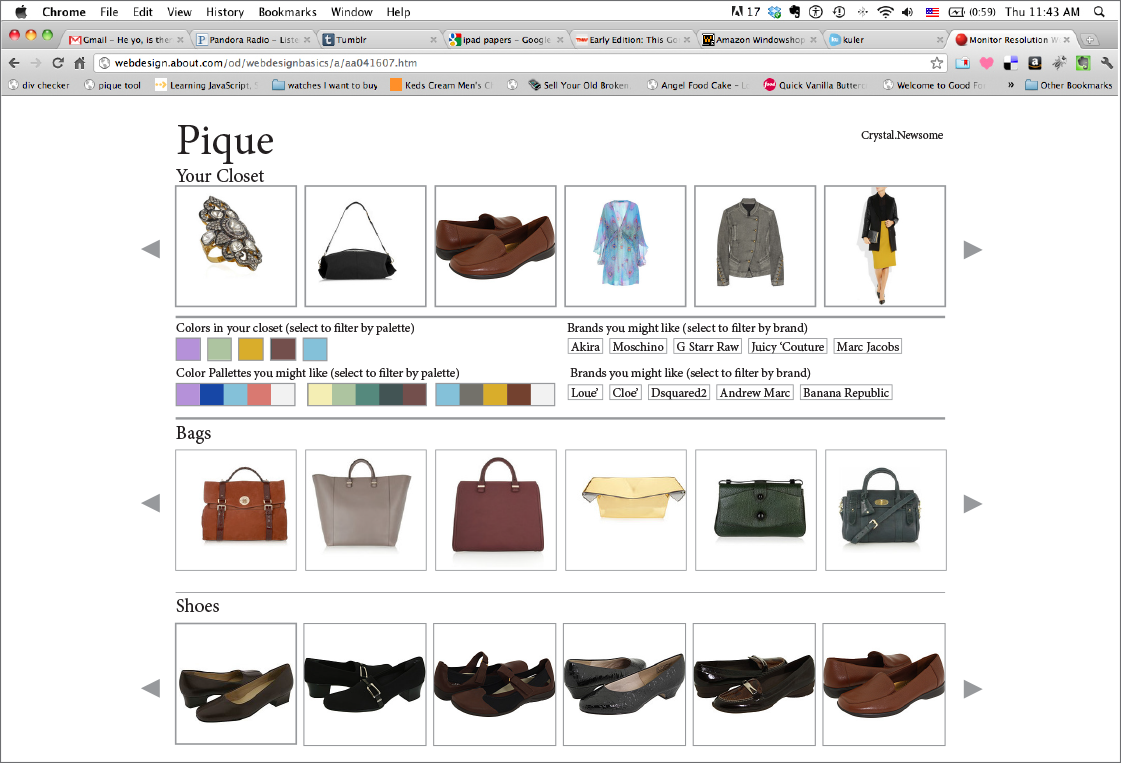 Chrome File Edit View History Bookmarks Window Help 17 (0:59) Thu 11:43 AM
Gmail – He yo, is ther Pandora Radio – Liste Tumblr ipad papers – Google Early Edition: This Go Amazon Windowshop kuler Monitor Resolution W
webdesign.about.com/od/webdesignbasics/a/aa041607.htm
div checker pique tool Learning JavaScript, watches I want to buy Keds Cream Men's C Sell Your Old Broken Angel Food Cake – Quick Vanilla Butter Welcome to Good Fo » Other Bookmarks
Pique
Crystal.Newsome
Your Closet
Colors in your closet (select to filter by palette)
Brands you might like (select to filter by brand)
Akira Moschino G Starr Raw Juicy ‘Couture Marc Jacobs
Color Pallettes you might like (select to filter by palette)
Brands you might like (select to filter by brand)
Loue’ Cloe’ Dsquared2 Andrew Marc Banana Republic
Bags
Shoes